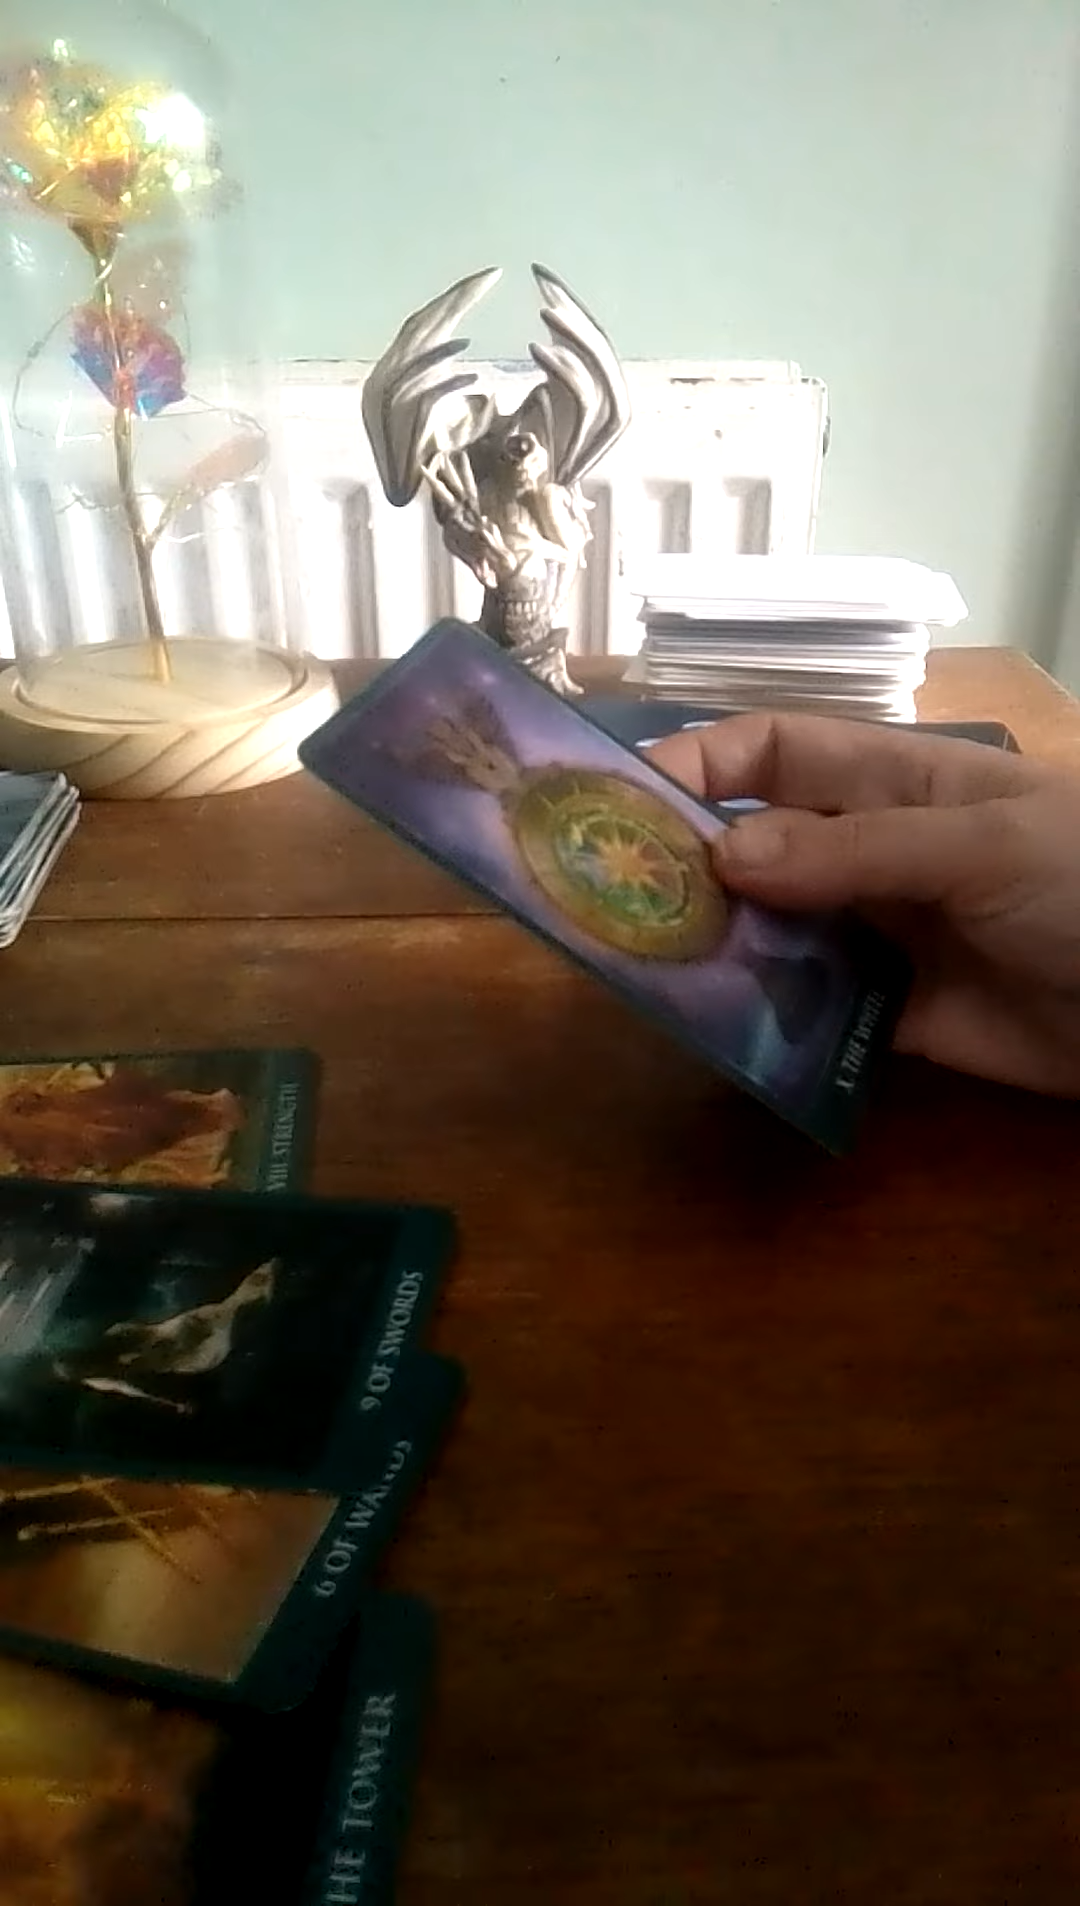 X. THE WHEEL
VIII. STRENGTH
9 OF SWORDS
6 OF WANDS
THE TOWER